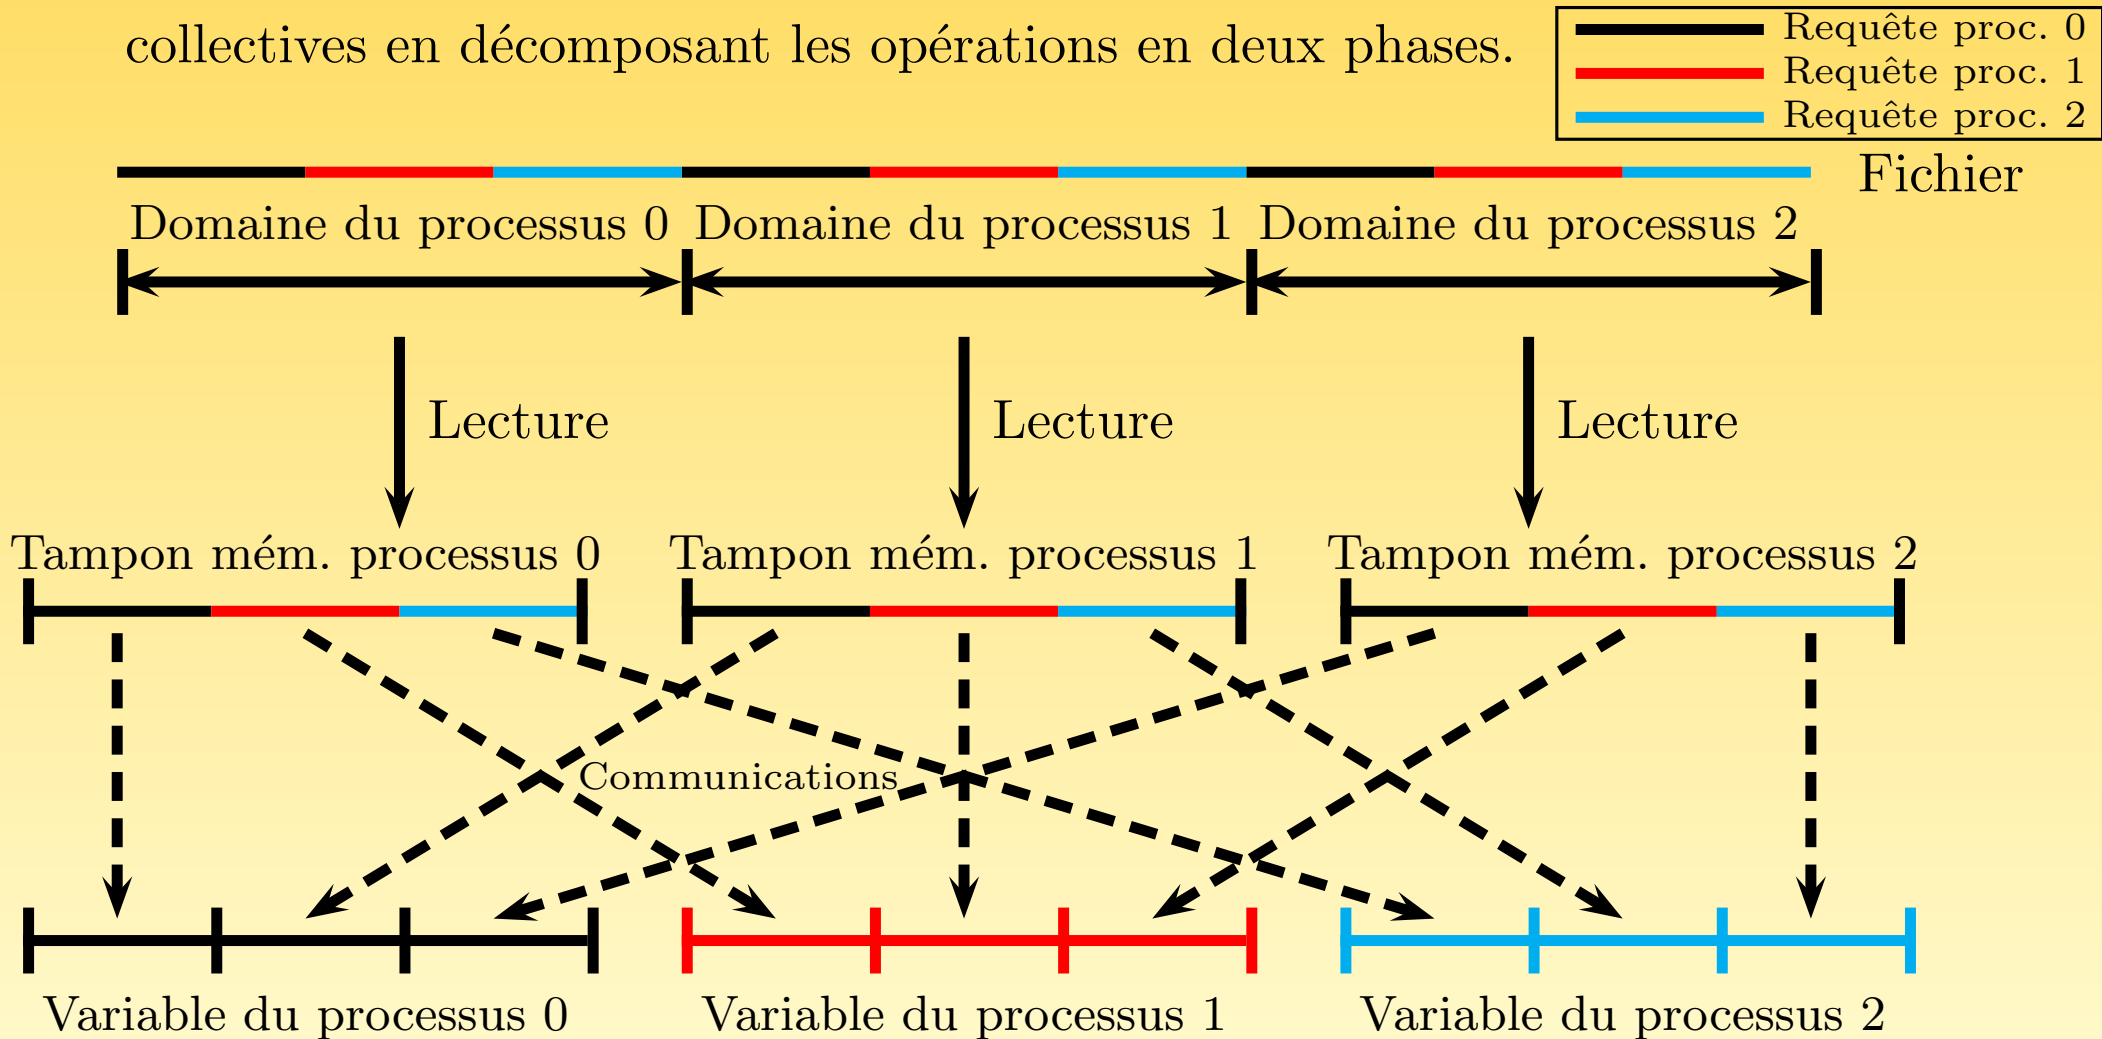 collectives en décomposant les opérations en deux phases.
Requête proc. 0
Requête proc. 1
Requête proc. 2
Fichier
Domaine du processus 0 Domaine du processus 1 Domaine du processus 2
Lecture Lecture Lecture
Tampon mém. processus 0 Tampon mém. processus 1 Tampon mém. processus 2
Communications
Variable du processus 0 Variable du processus 1 Variable du processus 2